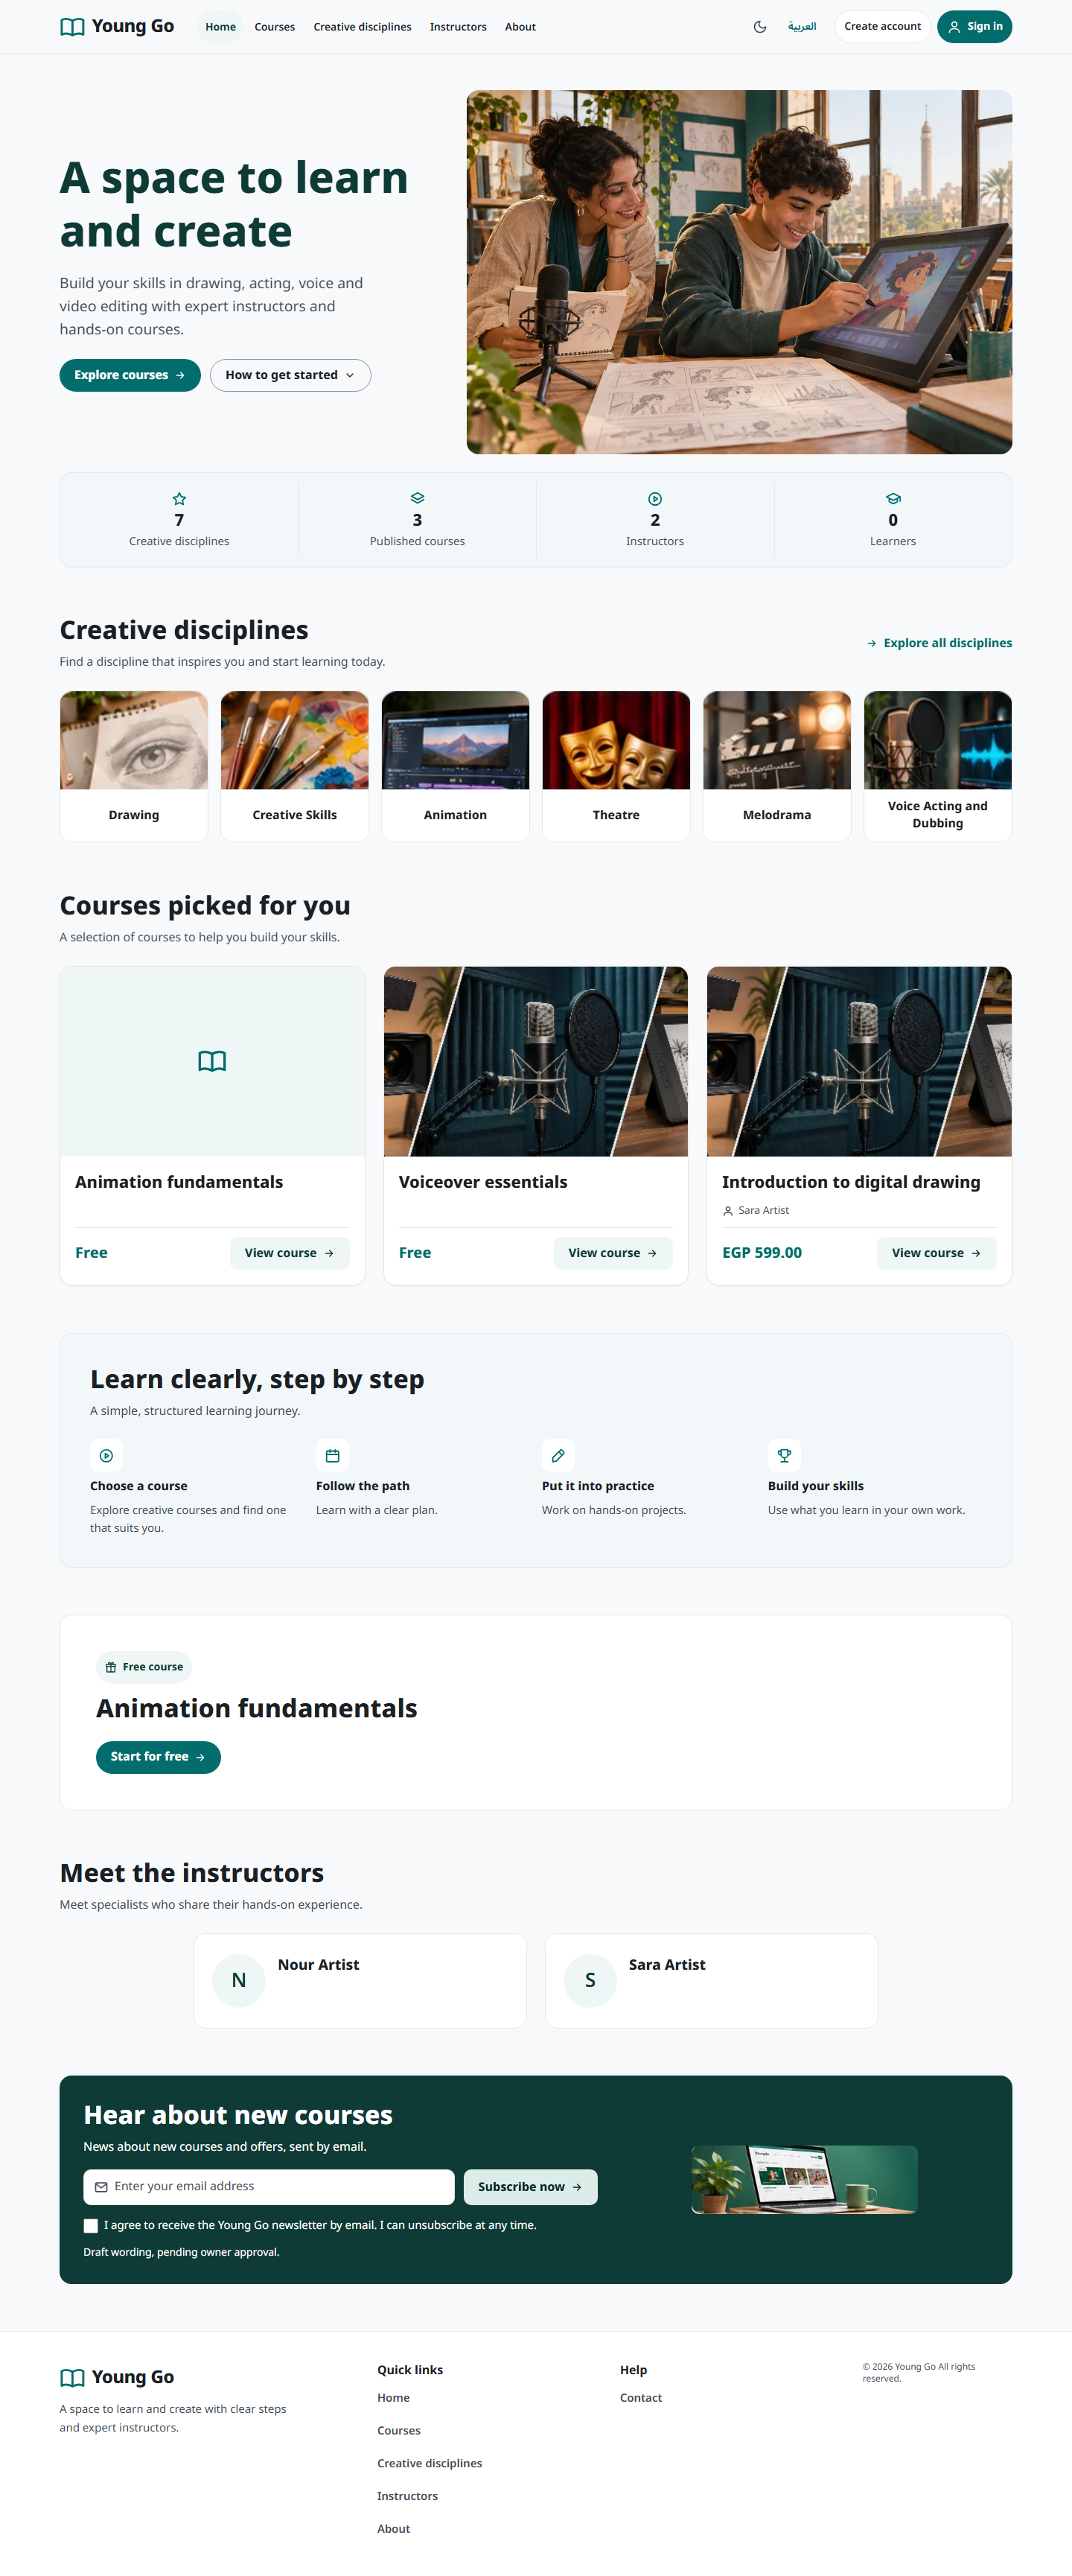 Young Go
Home
Courses
Creative disciplines
Instructors
About
العربية
Create account
Sign in
A space to learn
and create
Build your skills in drawing, acting, voice and
video editing with expert instructors and
hands-on courses.
Explore courses
How to get started
7
Creative disciplines
3
Published courses
2
Instructors
0
Learners
Creative disciplines
Find a discipline that inspires you and start learning today.
Explore all disciplines
Drawing
Creative Skills
Animation
Theatre
Melodrama
Voice Acting and
Dubbing
Courses picked for you
A selection of courses to help you build your skills.
Animation fundamentals
Free
View course
Voiceover essentials
Free
View course
Introduction to digital drawing
Sara Artist
EGP 599.00
View course
Learn clearly, step by step
A simple, structured learning journey.
Choose a course
Explore creative courses and find one
that suits you.
Follow the path
Learn with a clear plan.
Put it into practice
Work on hands-on projects.
Build your skills
Use what you learn in your own work.
Free course
Animation fundamentals
Start for free
Meet the instructors
Meet specialists who share their hands-on experience.
N
Nour Artist
S
Sara Artist
Hear about new courses
News about new courses and offers, sent by email.
Enter your email address
Subscribe now
I agree to receive the Young Go newsletter by email. I can unsubscribe at any time.
Draft wording, pending owner approval.
Young Go
A space to learn and create with clear steps
and expert instructors.
Quick links
Home
Courses
Creative disciplines
Instructors
About
Help
Contact
© 2026 Young Go All rights
reserved.